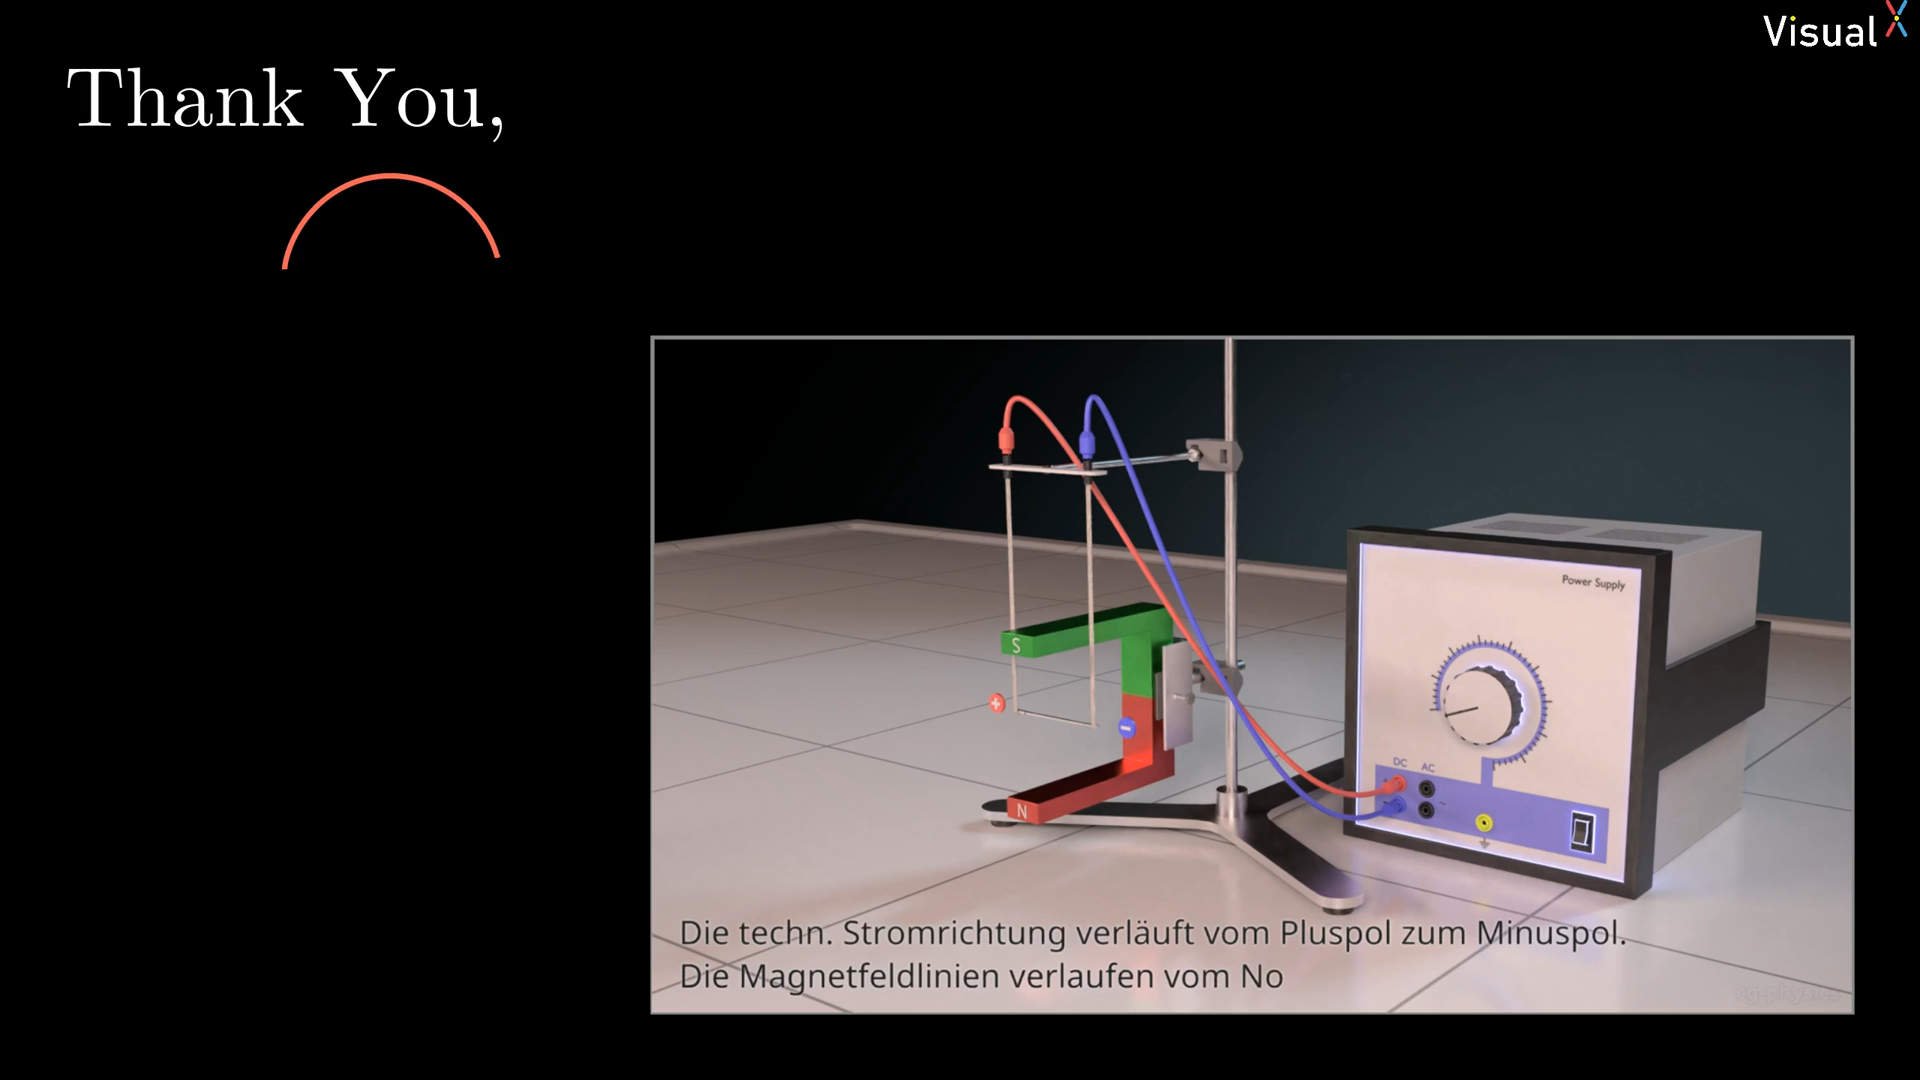 Visual X
Thank You,
Power Supply
S
+
-
DC AC
N
Die techn. Stromrichtung verläuft vom Pluspol zum Minuspol.
Die Magnetfeldlinien verlaufen vom No